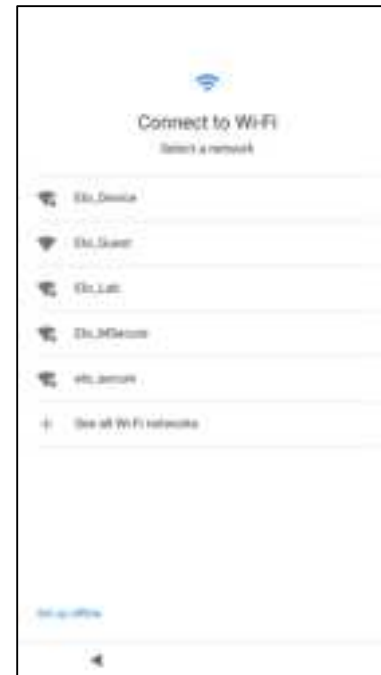 Connect to Wi-Fi
Select a network
Elo_Device
Elo_Guest
Elo_Lab
Elo_MSecure
elo_secure
See all Wi-Fi networks
Set up offline